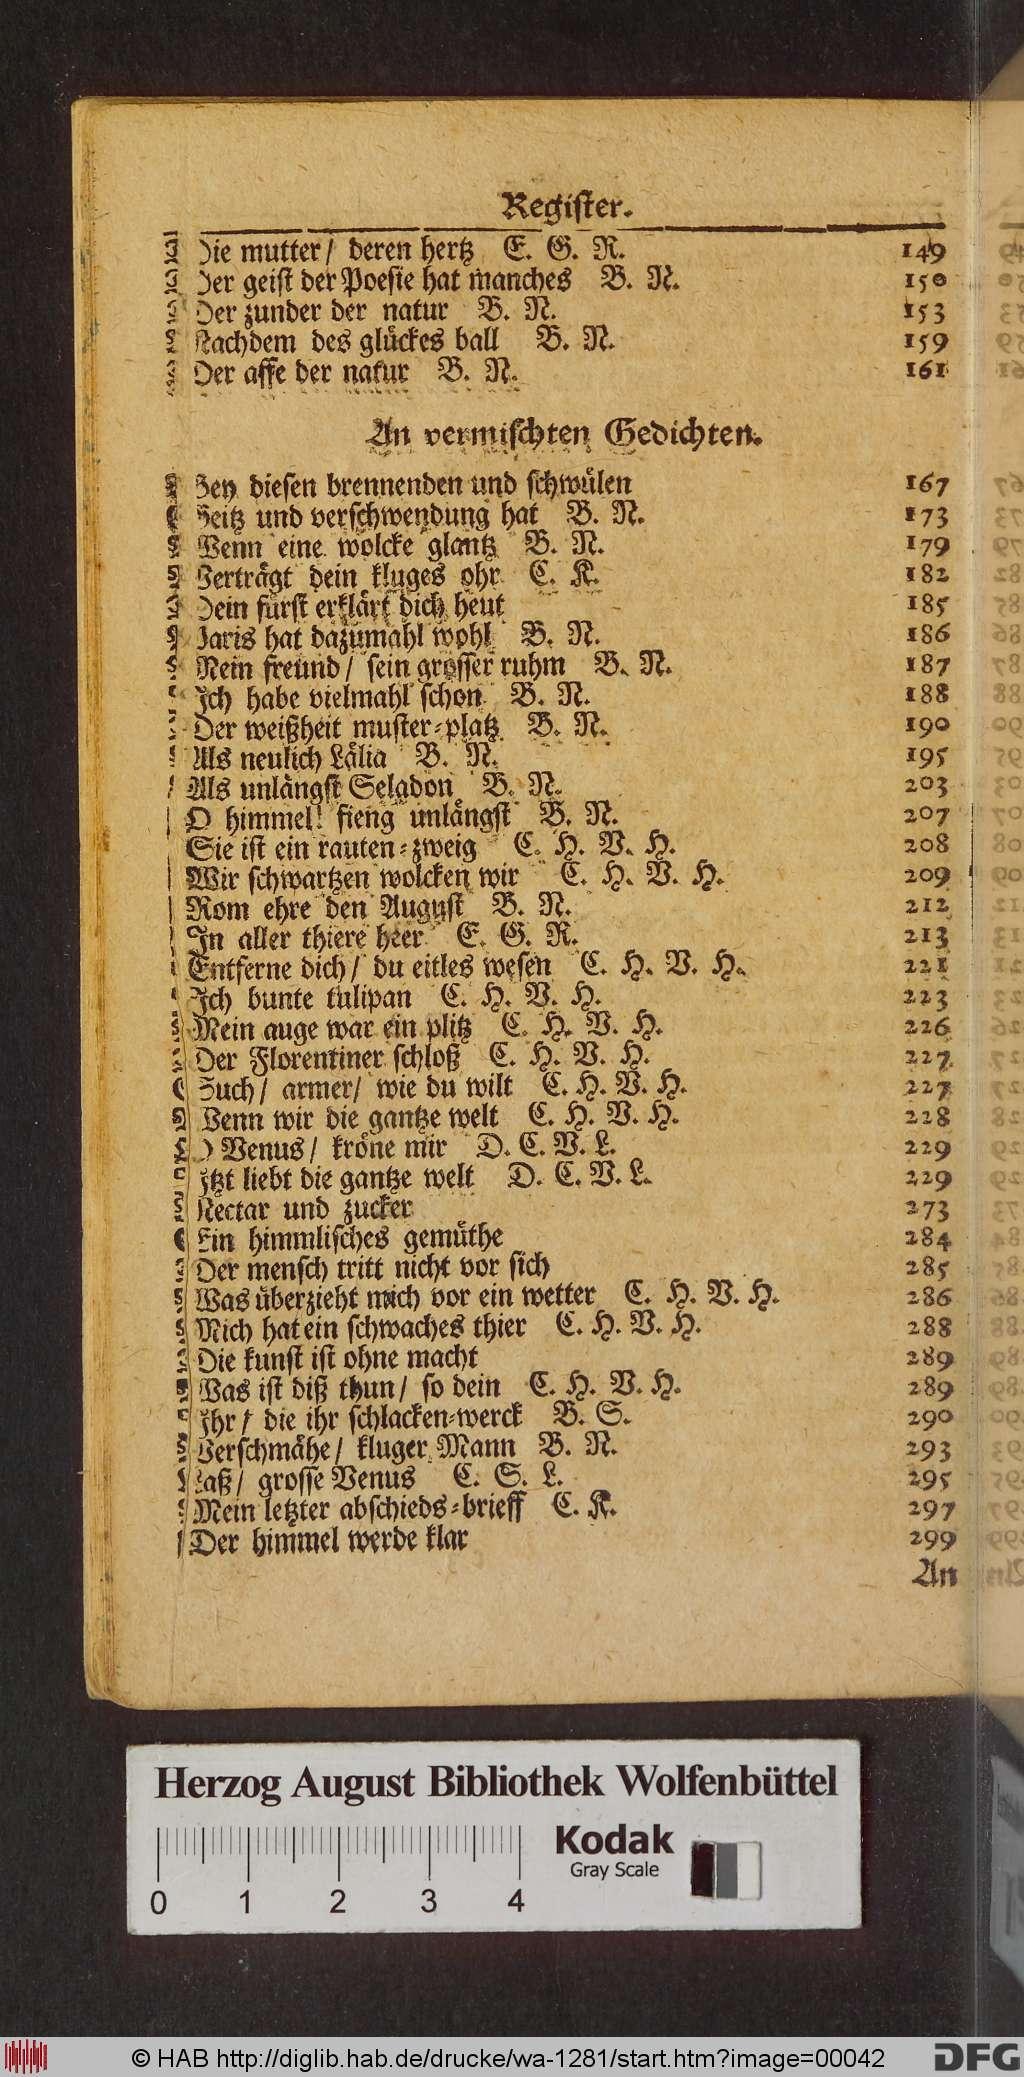 Register.
Die mutter/ deren hertz E. G. R. 149
Der geist der Poesie hat manches B. N. 150
Der zunder der natur B. N. 153
Nachdem des glückes ball B. N. 159
Der affe der natur B. N. 161
An vermischten Gedichten.
Bey diesen brennenden und schwülen 167
Geitz und verschwendung hat B. N. 173
Wenn eine wolcke glantz B. N. 179
Verträgt dein kluges ohr C. K. 182
Dein fürst erklärt dich heut 185
Paris hat dazumahl wohl B. N. 186
Mein freund/ sein grosser ruhm B. N. 187
Ich habe vielmahl schon B. N. 188
Der weißheit muster-platz B. N. 190
Als neulich Lälia B. N. 195
Als unlängst Seladon B. N. 203
O himmel! fieng unlängst B. N. 207
Sie ist ein rauten-zweig C. H. V. H. 208
Wir schwartzen wolcken wir C. H. V. H. 209
Rom ehre den August B. N. 212
In aller thiere heer E. G. R. 213
Entferne dich/ du eitles wesen C. H. V. H. 221
Ich bunte tulipan C. H. V. H. 223
Mein auge war ein plitz C. H. V. H. 226
Der Florentiner schloß C. H. V. H. 227
Such/ armer/ wie du wilt C. H. V. H. 227
Wenn wir die gantze welt C. H. V. H. 228
O Venus/ kröne mir D. C. V. L. 229
Itzt liebt die gantze welt D. C. V. L. 229
Nectar und zucker 273
Ein himmlisches gemüthe 284
Der mensch tritt nicht vor sich 285
Was überzieht mich vor ein wetter C. H. V. H. 286
Mich hat ein schwaches thier C. H. V. H. 288
Die kunst ist ohne macht 289
Was ist diß thun/ so dein C. H. V. H. 289
Ihr/ die ihr schlacken-werck B. S. 290
Verschmähe/ kluger Mann B. N. 293
Laß/ grosse Venus C. S. L. 295
Mein letzter abschieds-brieff C. K. 297
Der himmel werde klar 299
An
Herzog August Bibliothek Wolfenbüttel
Kodak
Gray Scale
0 1 2 3 4
© HAB http://diglib.hab.de/drucke/wa-1281/start.htm?image=00042
DFG